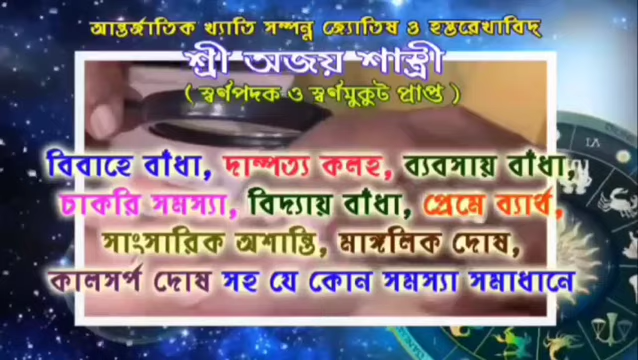 আন্তর্জাতিক খ্যাতি সম্পন্ন জ্যোতিষ ও হস্তরেখাবিদ্
শ্রী অজয় শাস্ত্রী
( স্বর্ণপদক ও স্বর্ণমুকুট প্রাপ্ত )
বিবাহে বাঁধা, দাম্পত্য কলহ, ব্যবসায় বাঁধা,
চাকরি সমস্যা, বিদ্যায় বাঁধা, প্রেমে ব্যার্থ,
সাংসারিক অশান্তি, মাঙ্গলিক দোষ,
কালসর্প দোষ সহ যে কোন সমস্যা সমাধানে